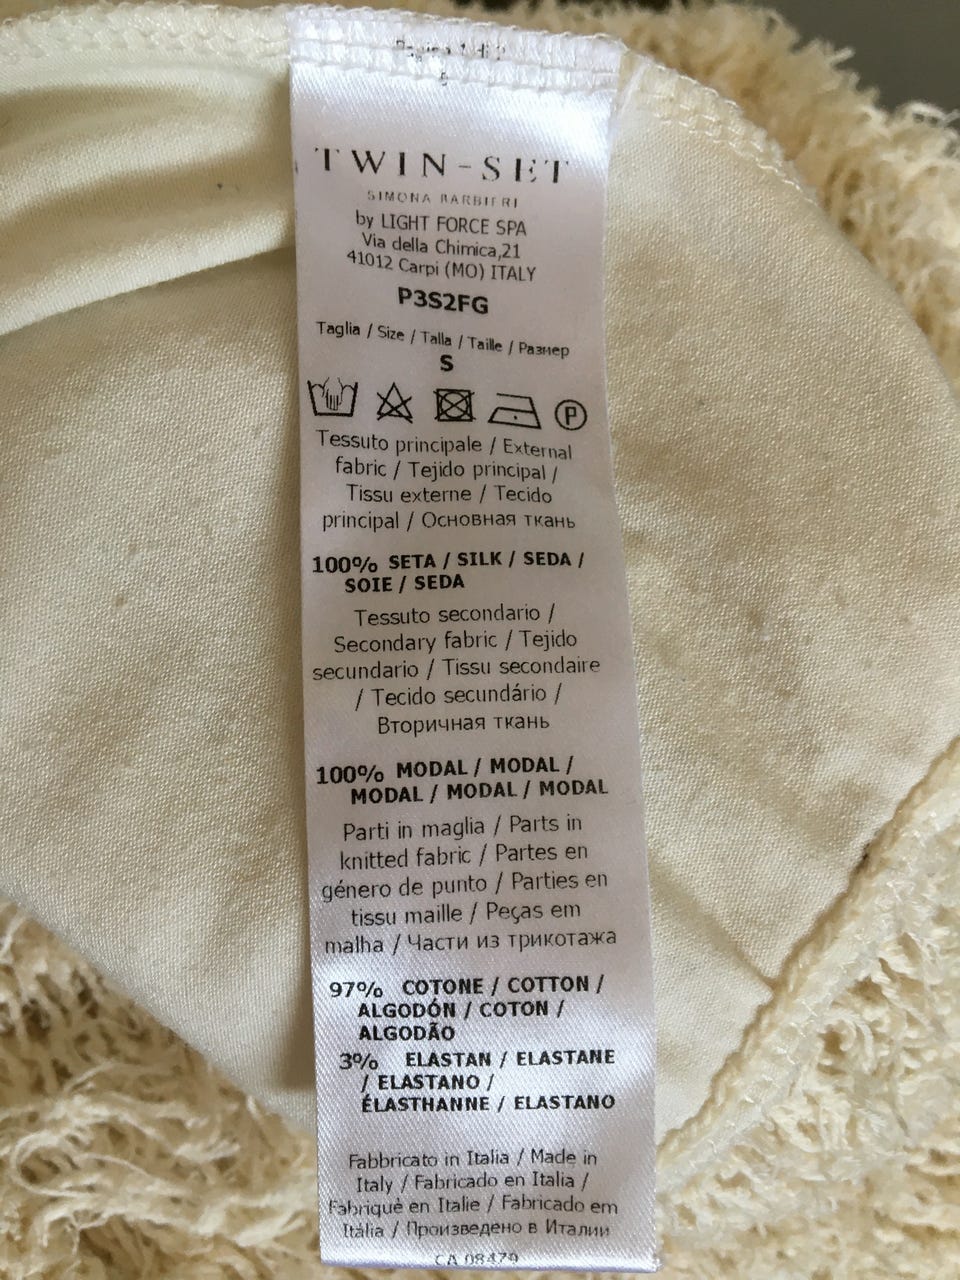 TWIN-SET
SIMONA BARBIERI
by LIGHT FORCE SPA
Via della Chimica,21
41012 Carpi (MO) ITALY
P3S2FG
Taglia / Size / Talla / Taille / Размер
S
P
Tessuto principale / External
fabric / Tejido principal /
Tissu externe / Tecido
principal / Основная ткань
100% SETA / SILK / SEDA /
SOIE / SEDA
Tessuto secondario /
Secondary fabric / Tejido
secundario / Tissu secondaire
/ Tecido secundário /
Вторичная ткань
100% MODAL / MODAL /
MODAL / MODAL / MODAL
Parti in maglia / Parts in
knitted fabric / Partes en
género de punto / Parties en
tissu maille / Peças em
malha / Части из трикотажа
97% COTONE / COTTON /
ALGODÓN / COTON /
ALGODÃO
3% ELASTAN / ELASTANE
/ ELASTANO /
ÉLASTHANNE / ELASTANO
Fabbricato in Italia / Made in
Italy / Fabricado en Italia /
Fabriquè en Italie / Fabricado em
Itália / Произведено в Италии
CA 08479